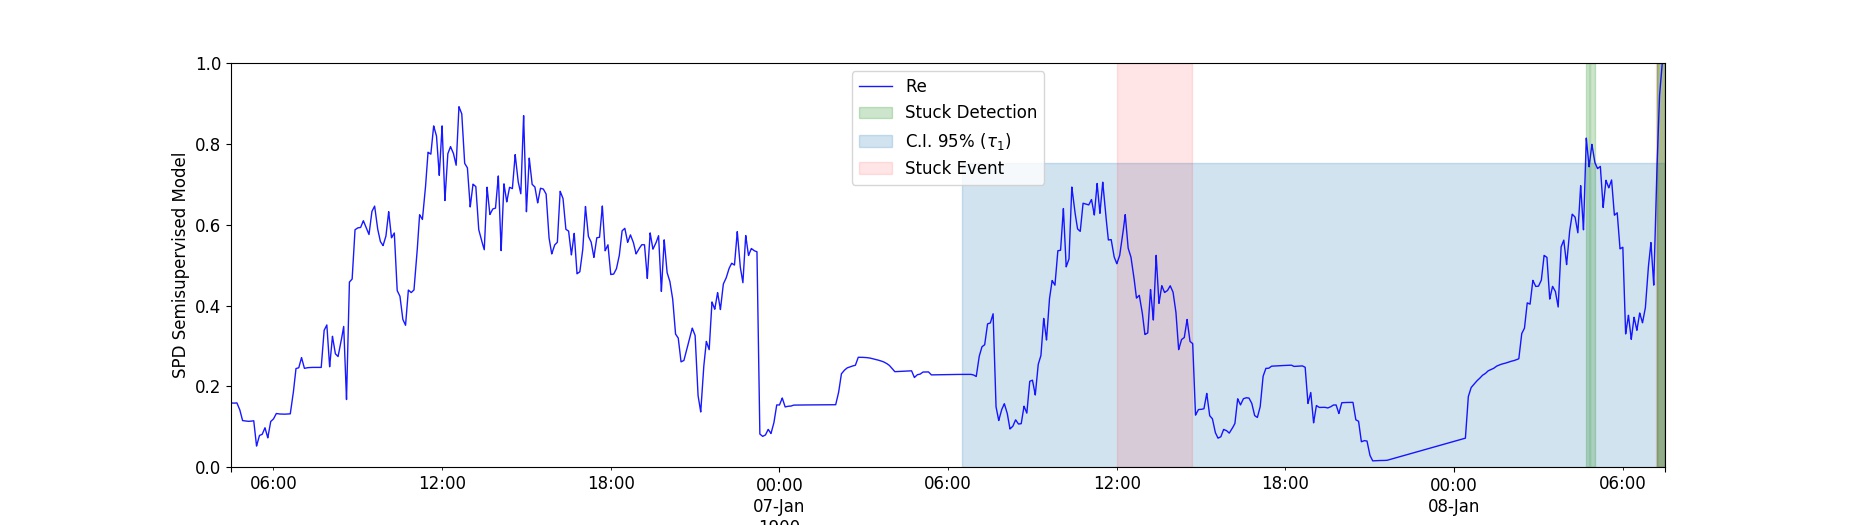 SPD Semisupervised Model
1.0
0.8
0.6
0.4
0.2
0.0
Re
Stuck Detection
C.I. 95% (τ₁)
Stuck Event
06:00 12:00 18:00 00:00 06:00 12:00 18:00 00:00 06:00
07-Jan 08-Jan
1900